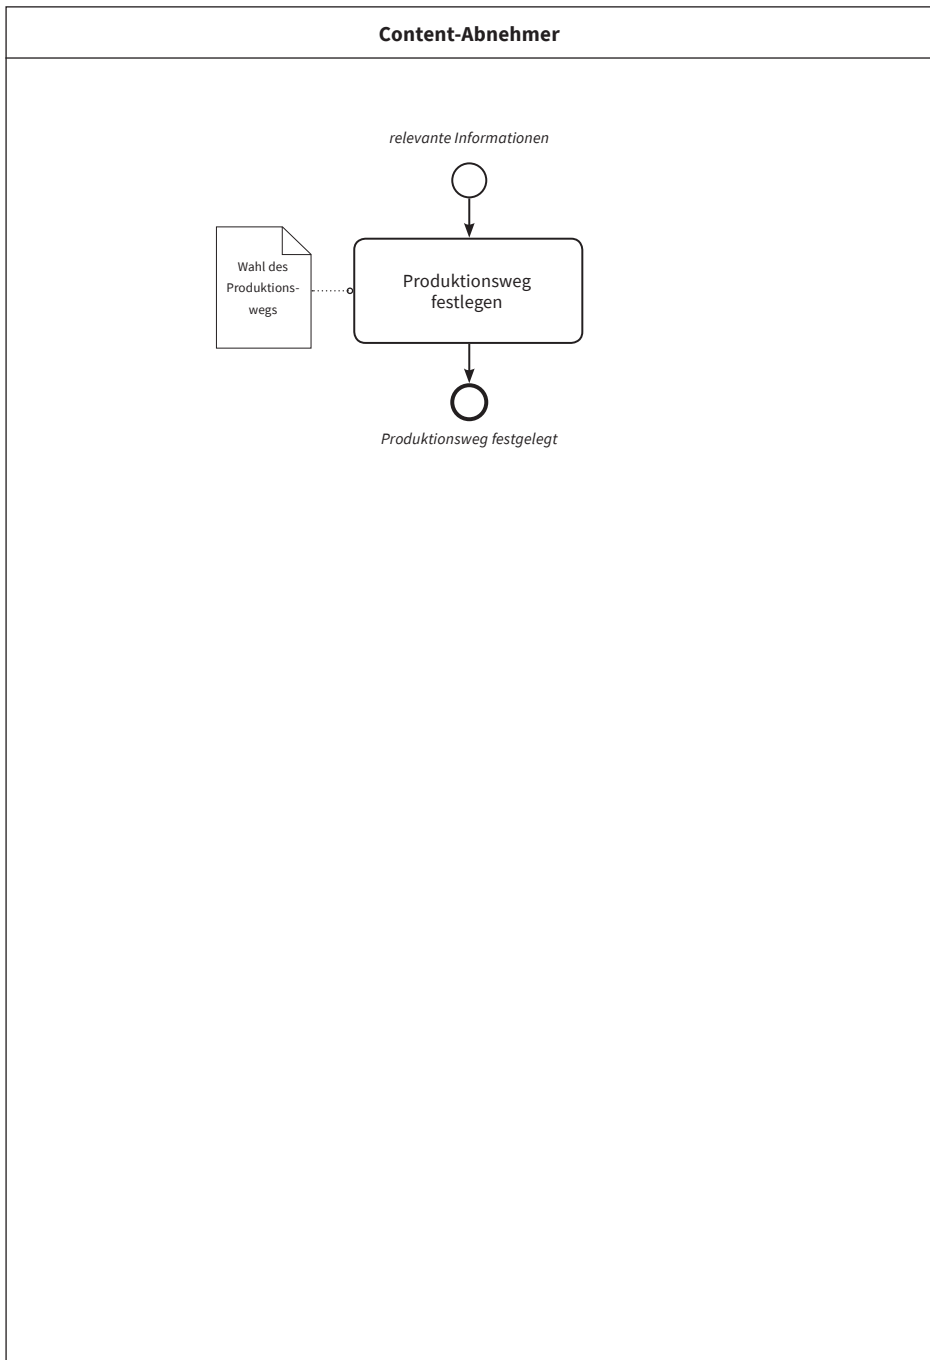 Content-Abnehmer
relevante Informationen
Wahl des
Produktions-
wegs
Produktionsweg
festlegen
Produktionsweg festgelegt